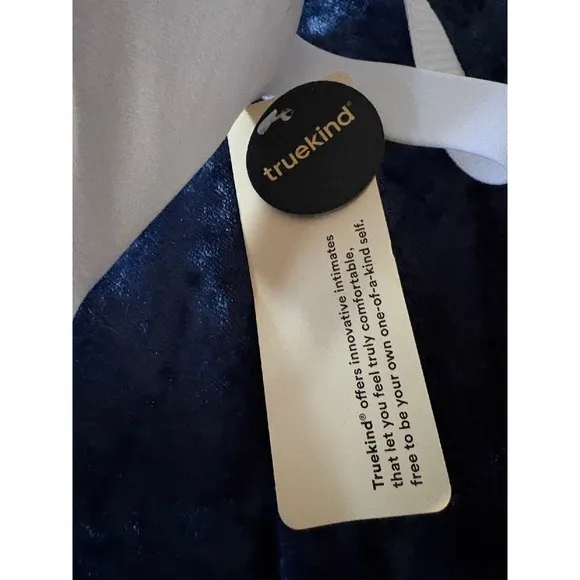 truekind®
Truekind® offers innovative intimates
that let you feel truly comfortable,
free to be your own one-of-a-kind self.